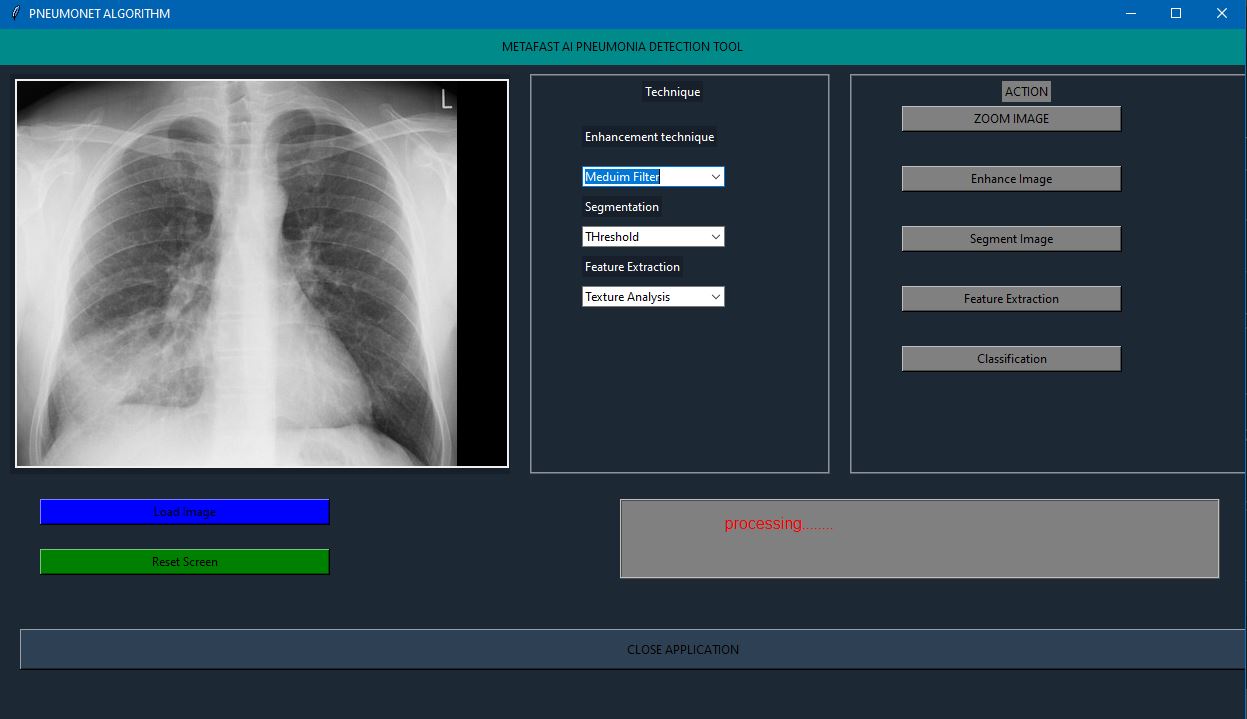 PNEUMONET ALGORITHM
METAFAST AI PNEUMONIA DETECTION TOOL
L
Technique
Enhancement technique
Meduim Filter
Segmentation
THreshold
Feature Extraction
Texture Analysis
ACTION
ZOOM IMAGE
Enhance Image
Segment Image
Feature Extraction
Classification
Load Image
Reset Screen
processing........
CLOSE APPLICATION